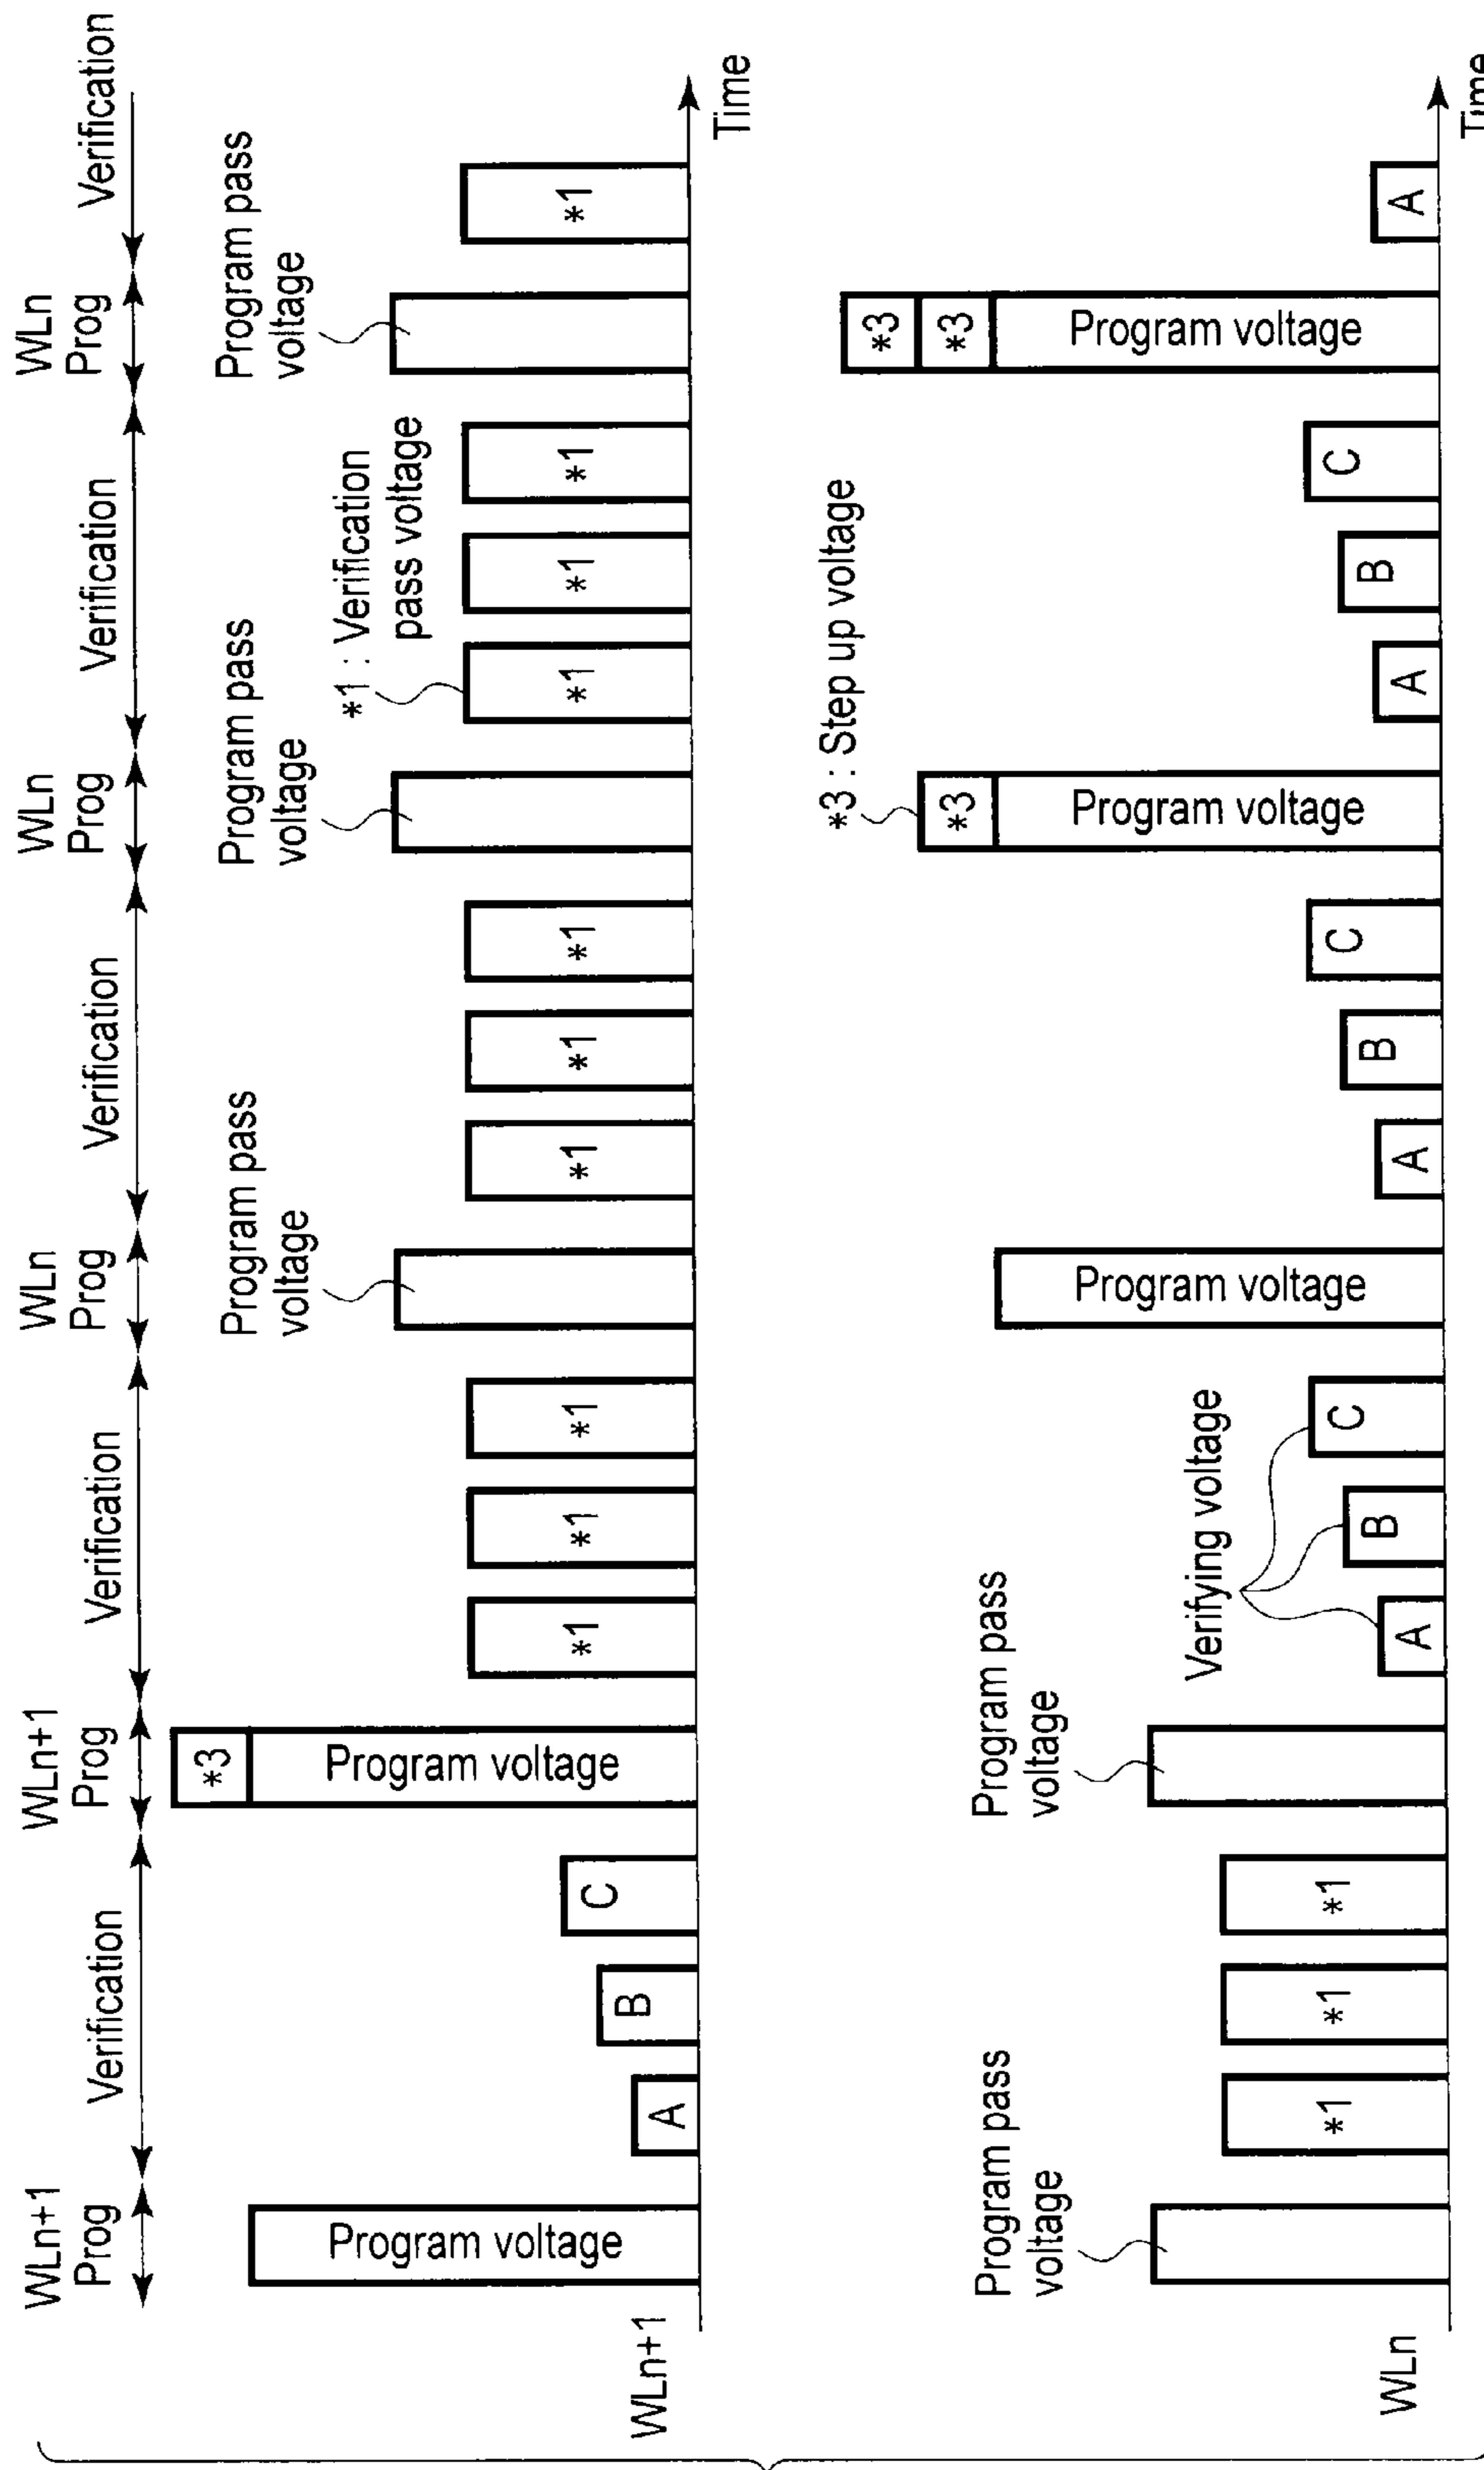 WLn+1
Prog
Verification
WLn+1
Prog
Verification
WLn
Prog
Verification
WLn
Prog
Verification
WLn
Prog
Verification
WLn+1
Program voltage
A
B
C
*3
Program voltage
*1
*1
*1
Program pass
voltage
*1
*1
*1
Program pass
voltage
*1 : Verification
pass voltage
*1
*1
*1
Program pass
voltage
*1
Time
WLn
Program pass
voltage
*1
*1
*1
Program pass
voltage
Verifying voltage
A
B
C
Program voltage
A
B
C
*3 : Step up voltage
*3
Program voltage
A
B
C
*3
*3
Program voltage
A
Time